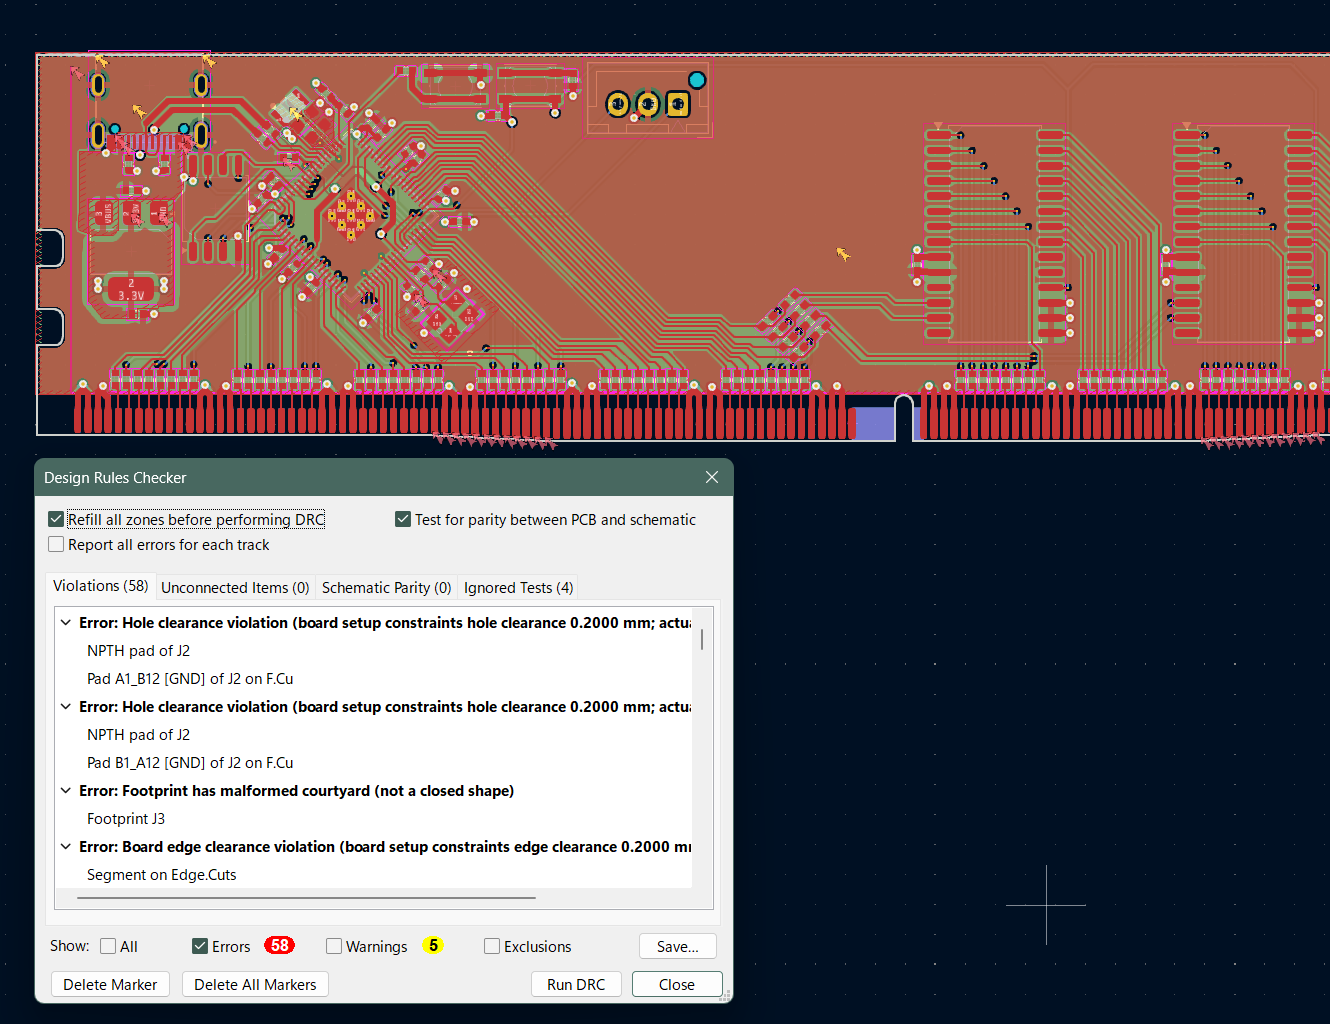 VBUS
3.3V
GND
2
3.3V
Design Rules Checker
Refill all zones before performing DRC
Test for parity between PCB and schematic
Report all errors for each track
Violations (58)
Unconnected Items (0)
Schematic Parity (0)
Ignored Tests (4)
Error: Hole clearance violation (board setup constraints hole clearance 0.2000 mm; actua
NPTH pad of J2
Pad A1_B12 [GND] of J2 on F.Cu
Error: Hole clearance violation (board setup constraints hole clearance 0.2000 mm; actua
NPTH pad of J2
Pad B1_A12 [GND] of J2 on F.Cu
Error: Footprint has malformed courtyard (not a closed shape)
Footprint J3
Error: Board edge clearance violation (board setup constraints edge clearance 0.2000 m
Segment on Edge.Cuts
Show:
All
Errors
58
Warnings
5
Exclusions
Save...
Delete Marker
Delete All Markers
Run DRC
Close